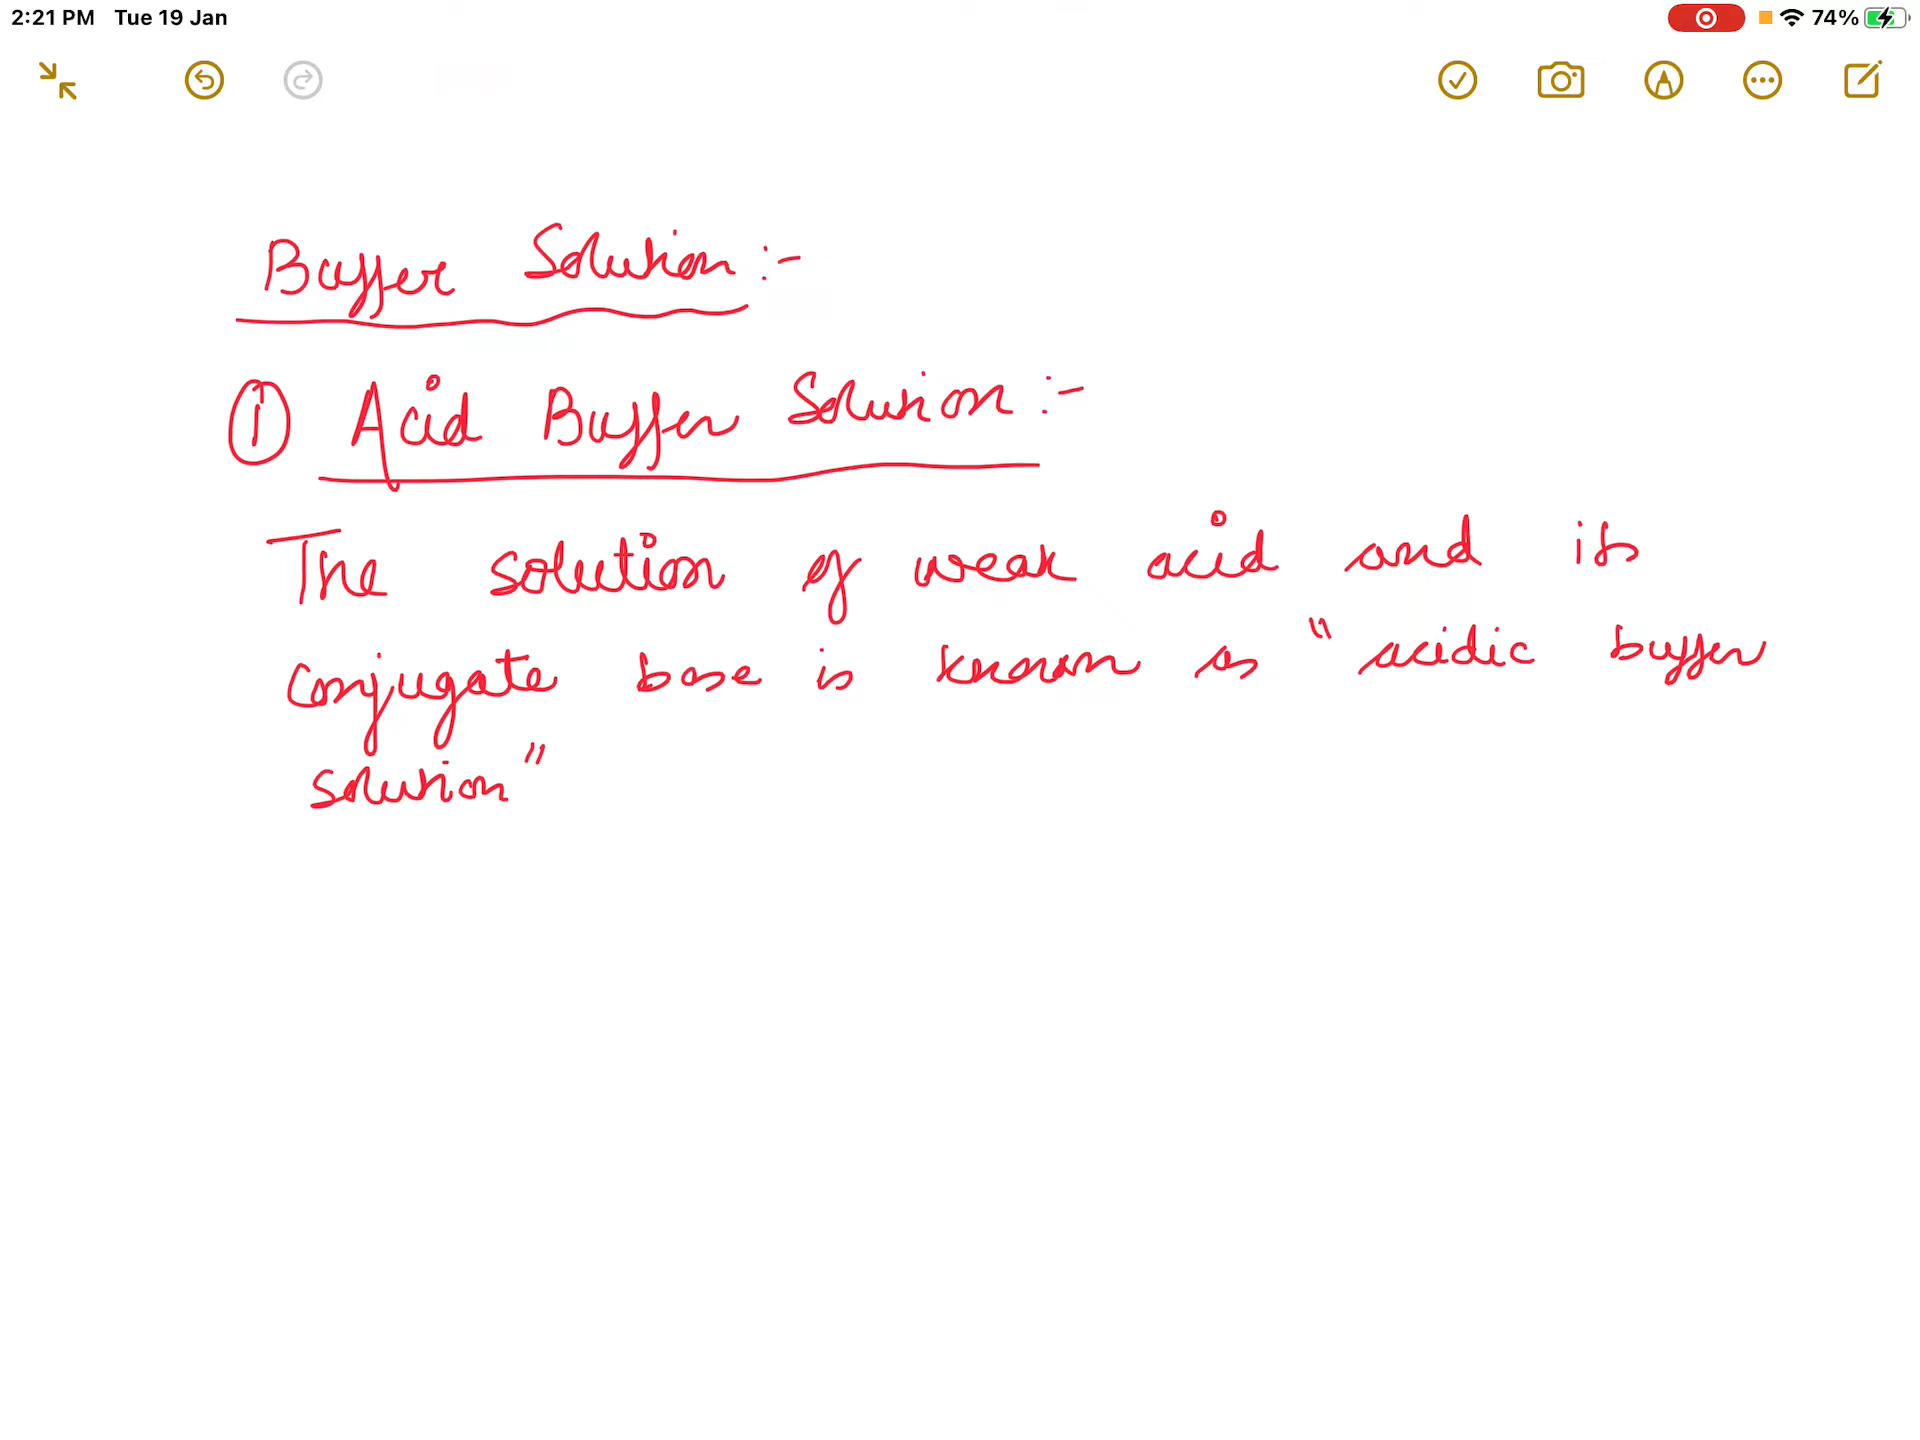 2:21 PM Tue 19 Jan 74%
Buffer Solution :-
① Acid Buffer Solution :-
The solution of weak acid and its
conjugate base is known as "acidic buffer
solution"